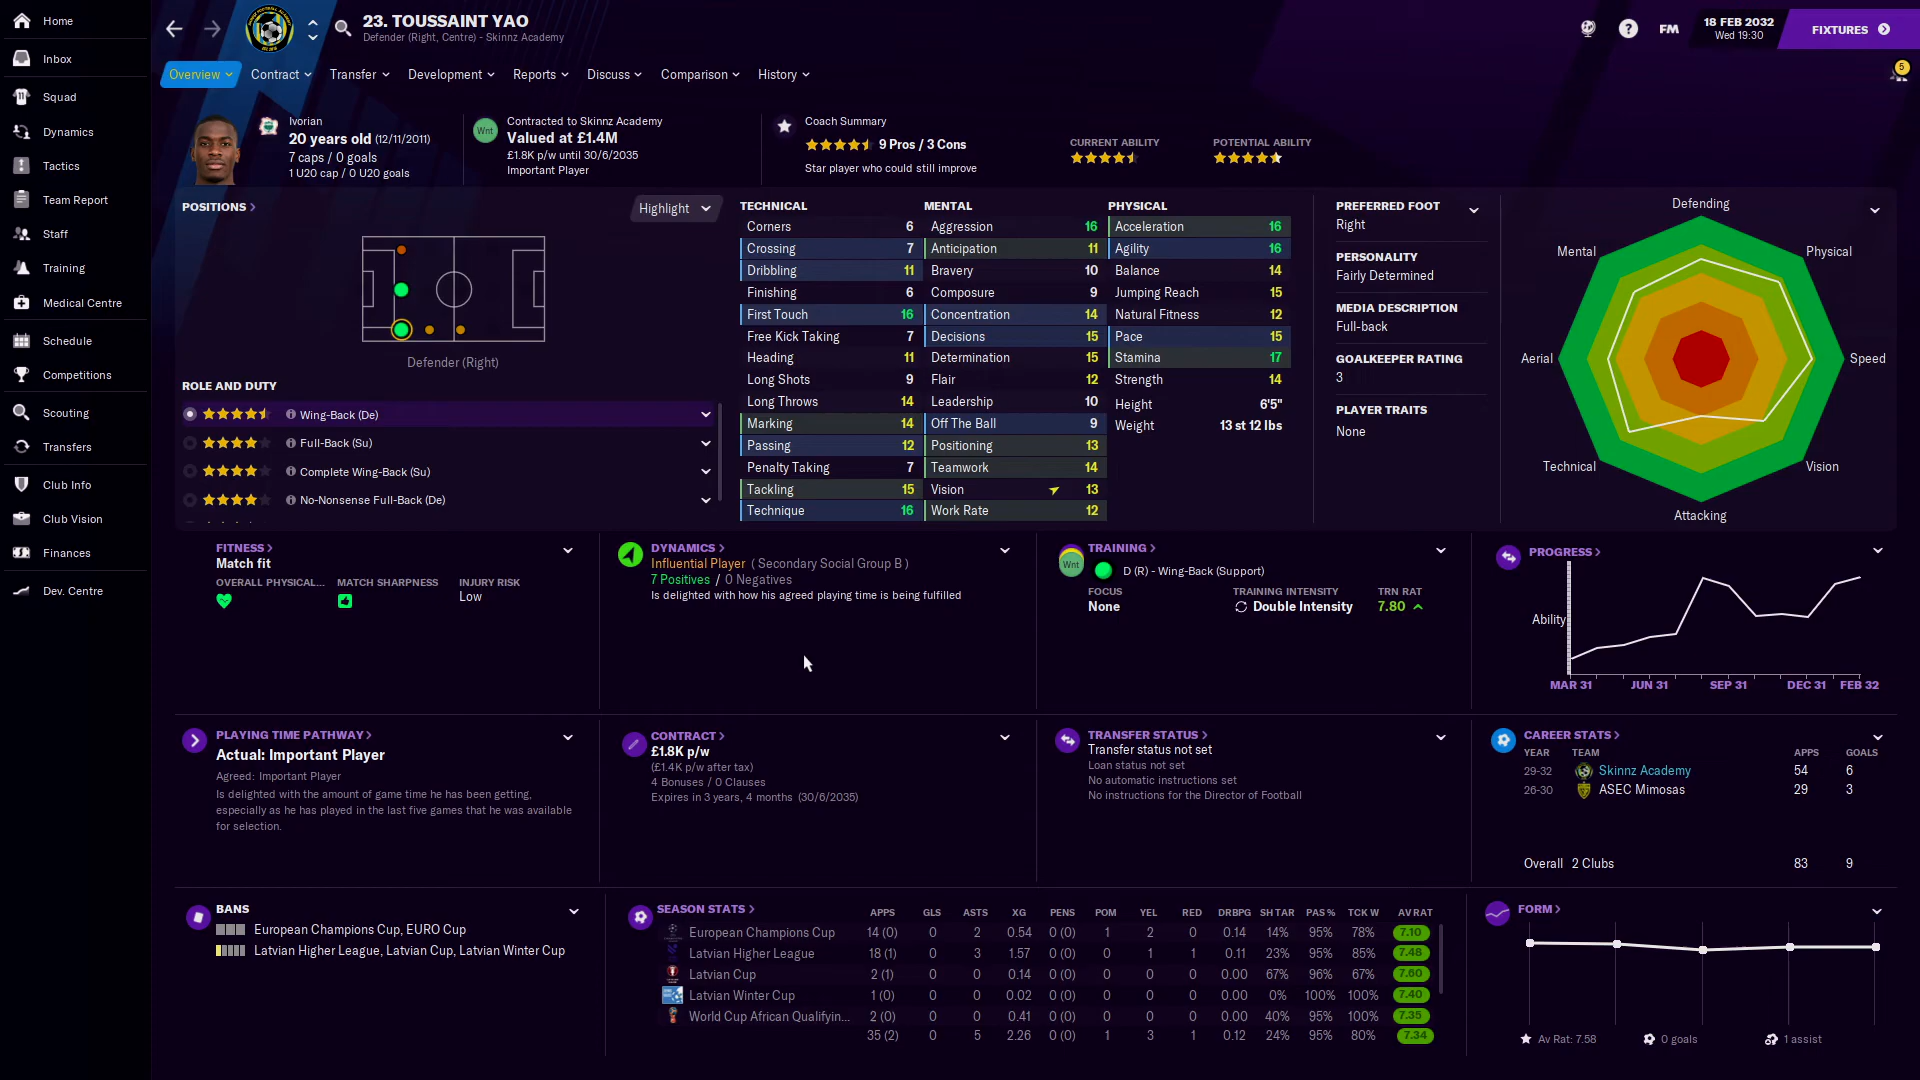 Home
Inbox
Squad
Dynamics
Tactics
Team Report
Staff
Training
Medical Centre
Schedule
Competitions
Scouting
Transfers
Club Info
Club Vision
Finances
Dev. Centre
23. TOUSSAINT YAO
Defender (Right, Centre) - Skinnz Academy
FM
18 FEB 2032
Wed 19:30
FIXTURES
5
Overview Contract Transfer Development Reports Discuss Comparison History
Ivorian
20 years old (12/11/2011)
7 caps / 0 goals
1 U20 cap / 0 U20 goals
Wnt
Contracted to Skinnz Academy
Valued at £1.4M
£1.8K p/w until 30/6/2035
Important Player
Coach Summary
9 Pros / 3 Cons
Star player who could still improve
CURRENT ABILITY
POTENTIAL ABILITY
POSITIONS
Highlight
Defender (Right)
ROLE AND DUTY
Wing-Back (De)
Full-Back (Su)
Complete Wing-Back (Su)
No-Nonsense Full-Back (De)
TECHNICAL
Corners 6
Crossing 7
Dribbling 11
Finishing 6
First Touch 16
Free Kick Taking 7
Heading 11
Long Shots 9
Long Throws 14
Marking 14
Passing 12
Penalty Taking 7
Tackling 15
Technique 16
MENTAL
Aggression 16
Anticipation 11
Bravery 10
Composure 9
Concentration 14
Decisions 15
Determination 15
Flair 12
Leadership 10
Off The Ball 9
Positioning 13
Teamwork 14
Vision 13
Work Rate 12
PHYSICAL
Acceleration 16
Agility 16
Balance 14
Jumping Reach 15
Natural Fitness 12
Pace 15
Stamina 17
Strength 14
Height 6'5"
Weight 13 st 12 lbs
PREFERRED FOOT
Right
PERSONALITY
Fairly Determined
MEDIA DESCRIPTION
Full-back
GOALKEEPER RATING
3
PLAYER TRAITS
None
Defending
Mental
Physical
Aerial
Speed
Technical
Vision
Attacking
FITNESS
Match fit
OVERALL PHYSICAL... MATCH SHARPNESS INJURY RISK
Low
DYNAMICS
Influential Player ( Secondary Social Group B )
7 Positives / 0 Negatives
Is delighted with how his agreed playing time is being fulfilled
TRAINING
Wnt
D (R) - Wing-Back (Support)
FOCUS TRAINING INTENSITY TRN RAT
None Double Intensity 7.80
PROGRESS
Ability
MAR 31 JUN 31 SEP 31 DEC 31 FEB 32
PLAYING TIME PATHWAY
Actual: Important Player
Agreed: Important Player
Is delighted with the amount of game time he has been getting,
especially as he has played in the last five games that he was available
for selection.
CONTRACT
£1.8K p/w
(£1.4K p/w after tax)
4 Bonuses / 0 Clauses
Expires in 3 years, 4 months (30/6/2035)
TRANSFER STATUS
Transfer status not set
Loan status not set
No automatic instructions set
No instructions for the Director of Football
CAREER STATS
YEAR TEAM APPS GOALS
29-32 Skinnz Academy 54 6
26-30 ASEC Mimosas 29 3
Overall 2 Clubs 83 9
BANS
European Champions Cup, EURO Cup
Latvian Higher League, Latvian Cup, Latvian Winter Cup
SEASON STATS APPS GLS ASTS XG PENS POM YEL RED DRBPG SH TAR PAS % TCK W AV RAT
European Champions Cup 14 (0) 0 2 0.54 0 (0) 1 2 0 0.14 14% 95% 78% 7.10
Latvian Higher League 18 (1) 0 3 1.57 0 (0) 0 1 1 0.11 23% 95% 85% 7.48
Latvian Cup 2 (1) 0 0 0.14 0 (0) 0 0 0 0.00 67% 96% 67% 7.60
Latvian Winter Cup 1 (0) 0 0 0.02 0 (0) 0 0 0 0.00 0% 100% 100% 7.40
World Cup African Qualifyin... 2 (0) 0 0 0.41 0 (0) 0 0 0 0.00 40% 95% 100% 7.35
35 (2) 0 5 2.26 0 (0) 1 3 1 0.12 24% 95% 80% 7.34
FORM
Av Rat: 7.58 0 goals 1 assist